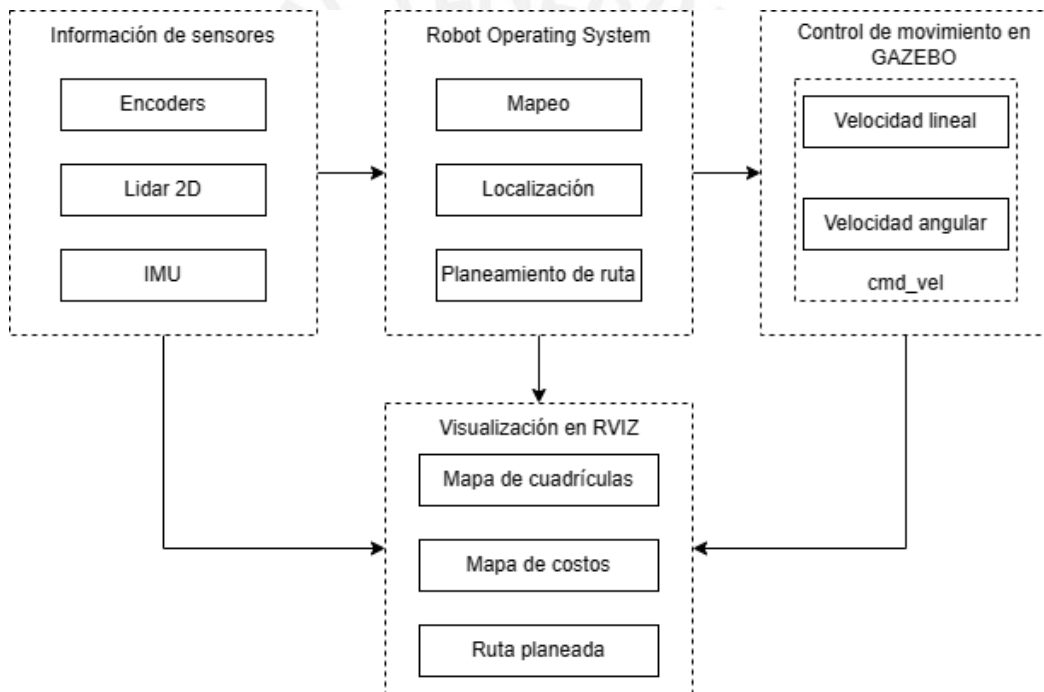 Información de sensores
Encoders
Lidar 2D
IMU
Robot Operating System
Mapeo
Localización
Planeamiento de ruta
Control de movimiento en
GAZEBO
Velocidad lineal
Velocidad angular
cmd_vel
Visualización en RVIZ
Mapa de cuadrículas
Mapa de costos
Ruta planeada